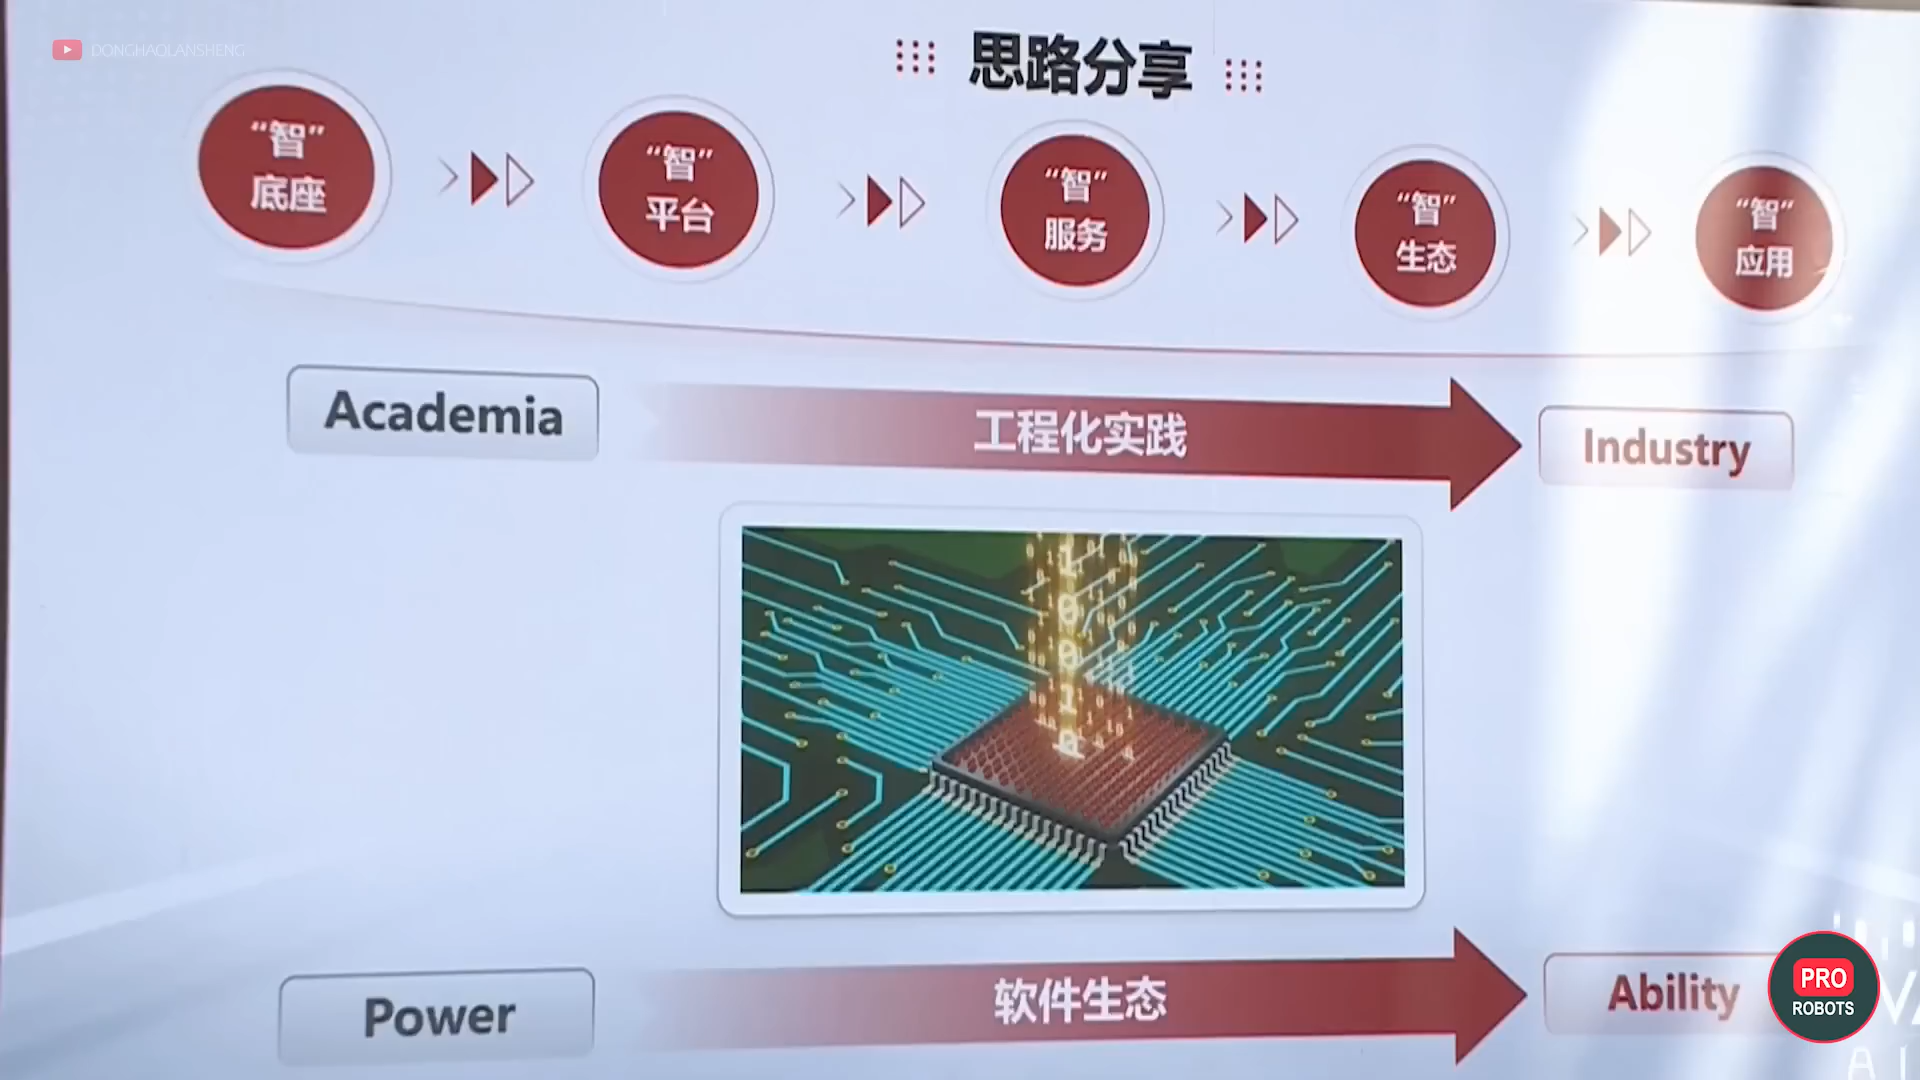 DONGHAOLANSHENG
思路分享
“智”
底座
“智”
平台
“智”
服务
“智”
生态
“智”
应用
Academia
工程化实践
Industry
Power
软件生态
Ability
PRO
ROBOTS